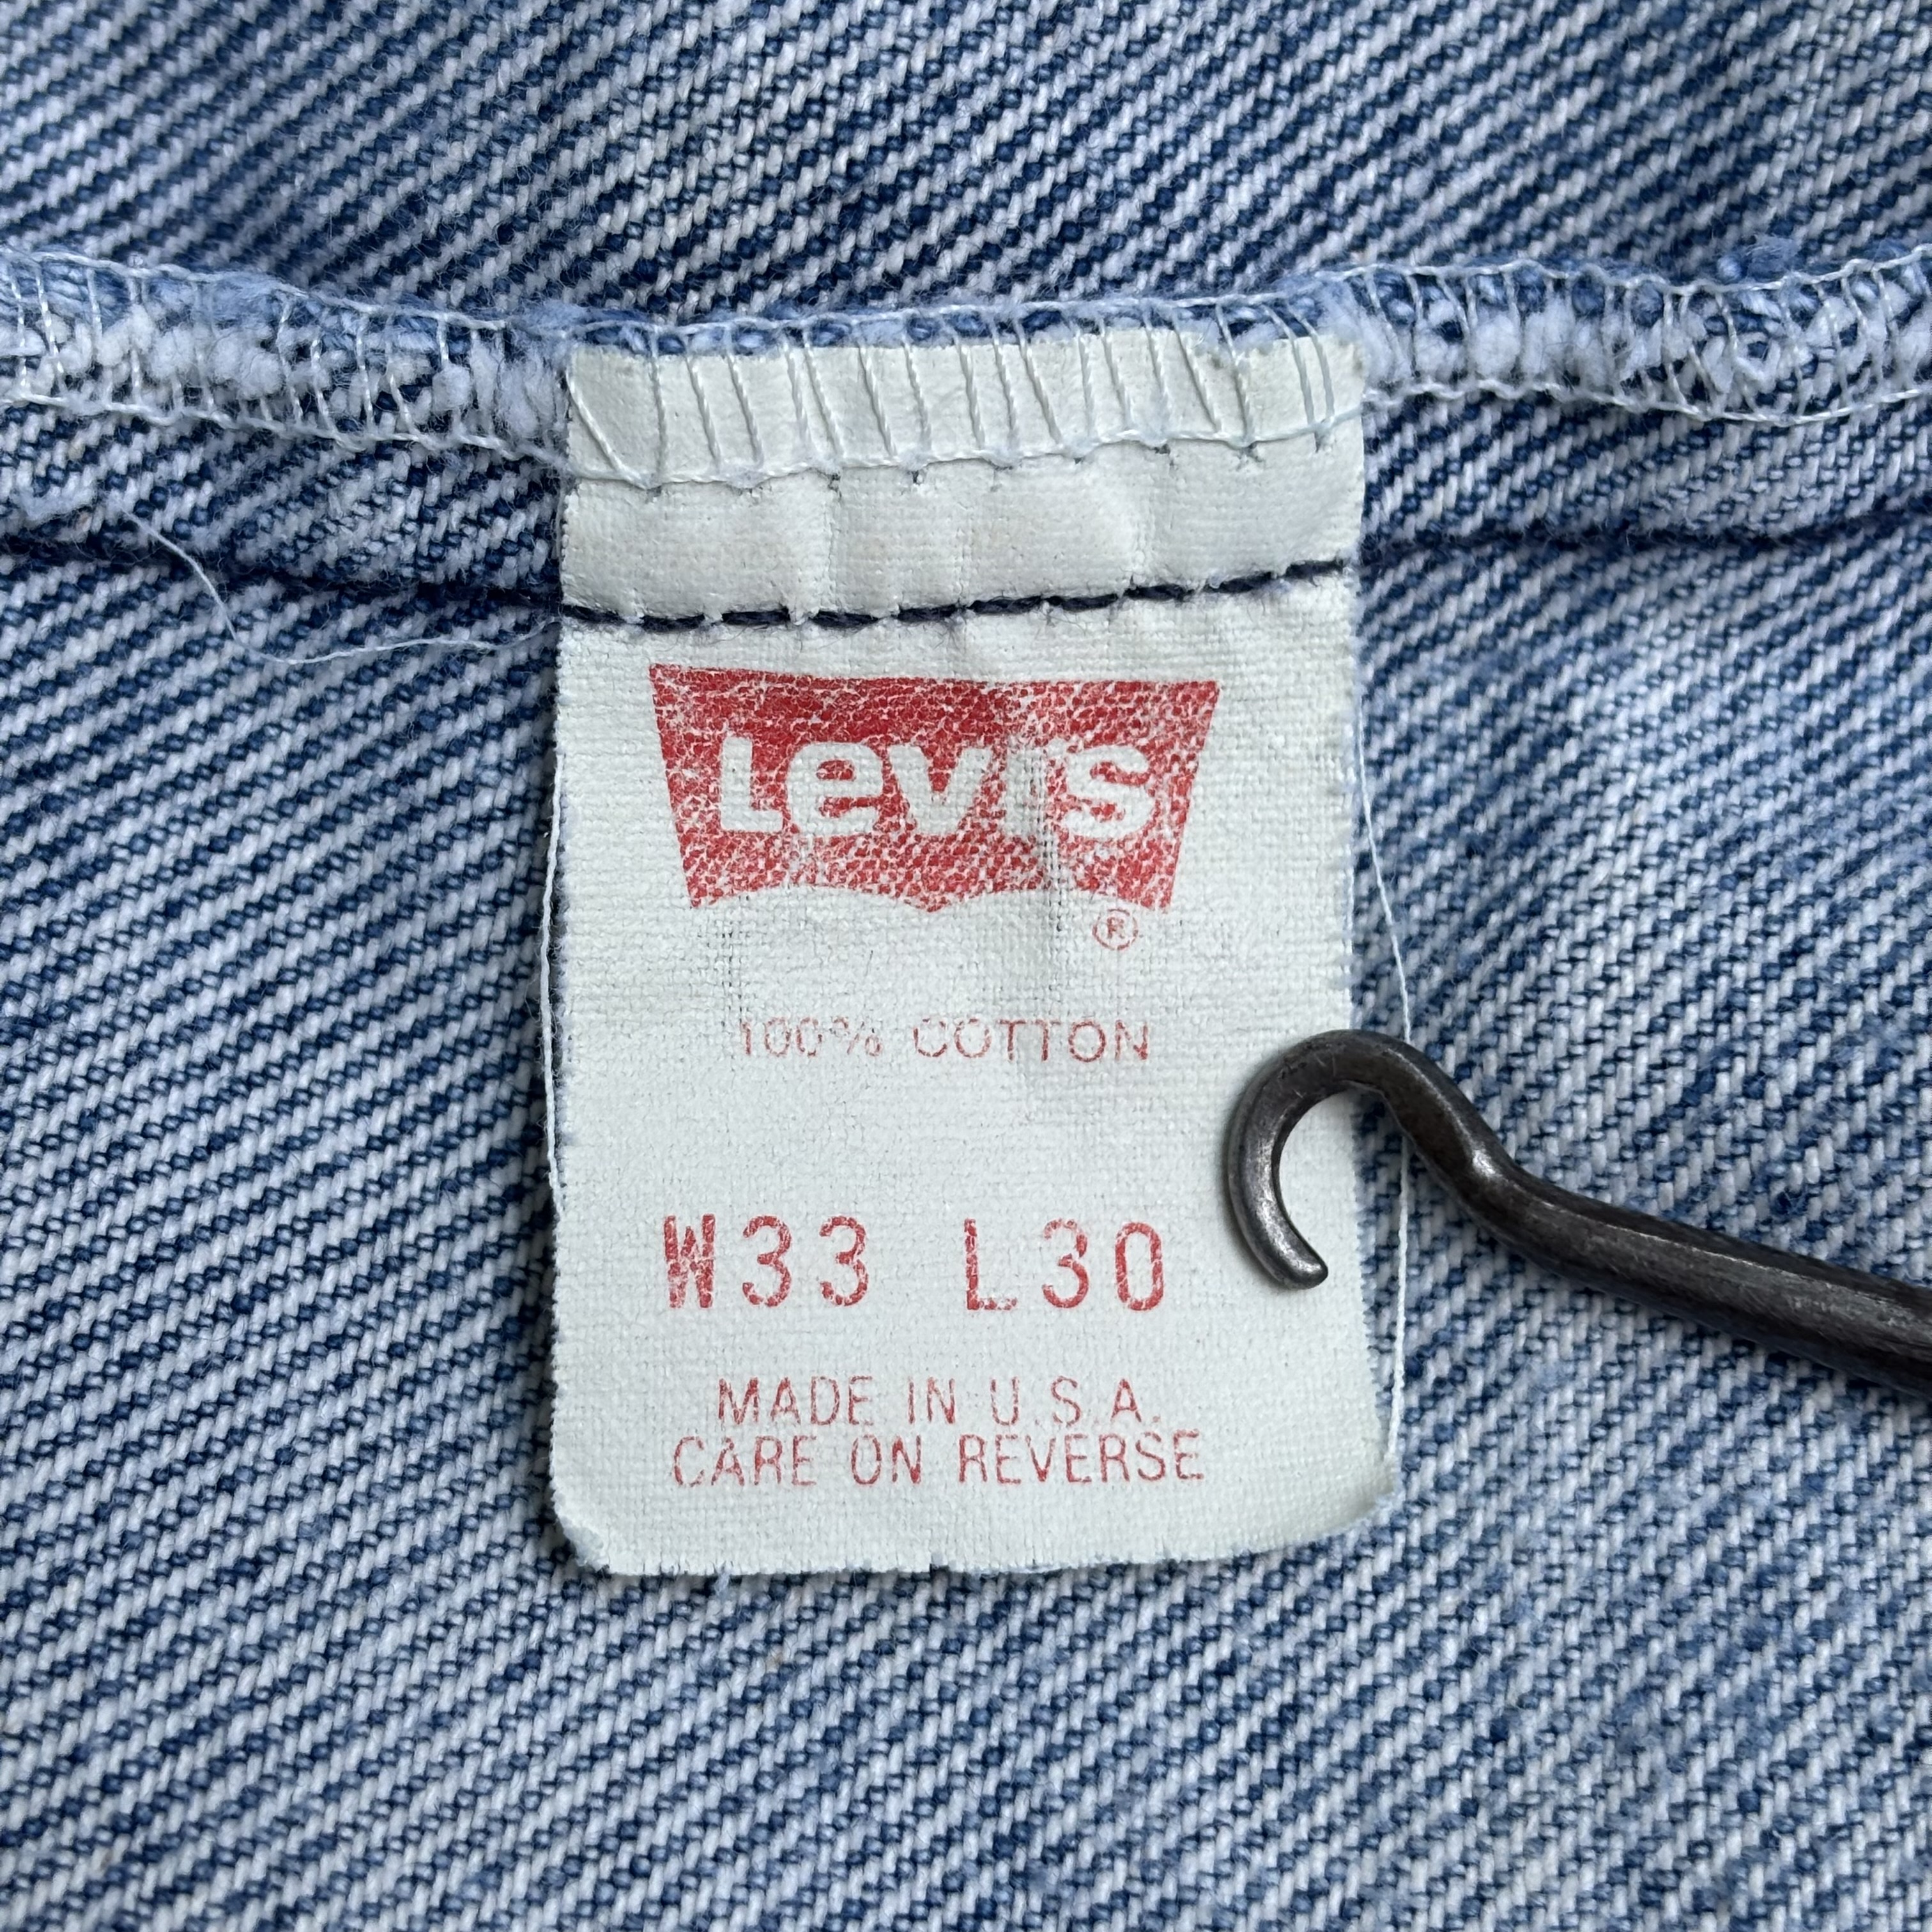 Levi's
®
100% COTTON
W33 L30
MADE IN U.S.A.
CARE ON REVERSE